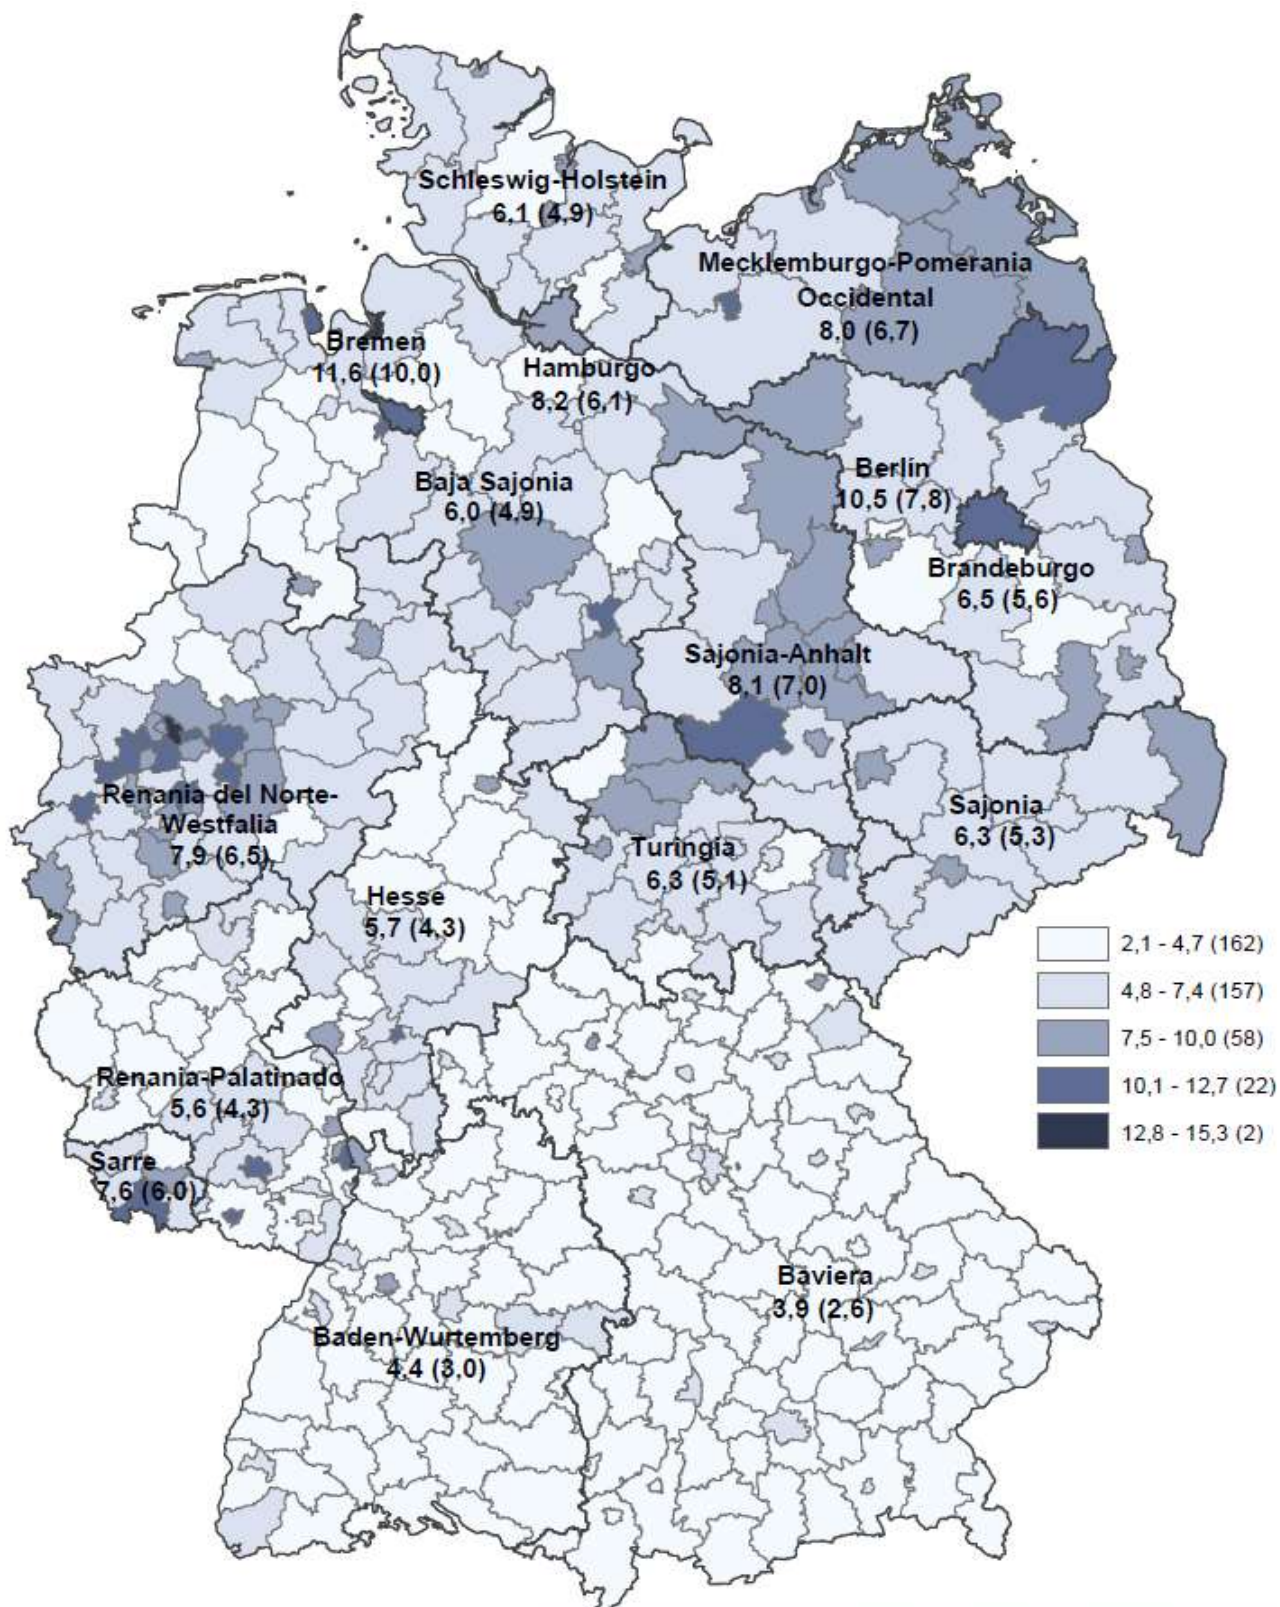 Schleswig-Holstein
6,1 (4,9)
Mecklemburgo-Pomerania
Occidental
8,0 (6,7)
Bremen
11,6 (10,0)
Hamburgo
8,2 (6,1)
Baja Sajonia
6,0 (4,9)
Berlín
10,5 (7,8)
Brandeburgo
6,5 (5,6)
Sajonia-Anhalt
8,1 (7,0)
Renania del Norte-
Westfalia
7,9 (6,5)
Sajonia
6,3 (5,3)
Turingia
6,3 (5,1)
Hesse
5,7 (4,3)
2,1 - 4,7 (162)
4,8 - 7,4 (157)
7,5 - 10,0 (58)
10,1 - 12,7 (22)
12,8 - 15,3 (2)
Renania-Palatinado
5,6 (4,3)
Sarre
7,6 (6,0)
Baviera
3,9 (2,6)
Baden-Wurtemberg
4,4 (3,0)